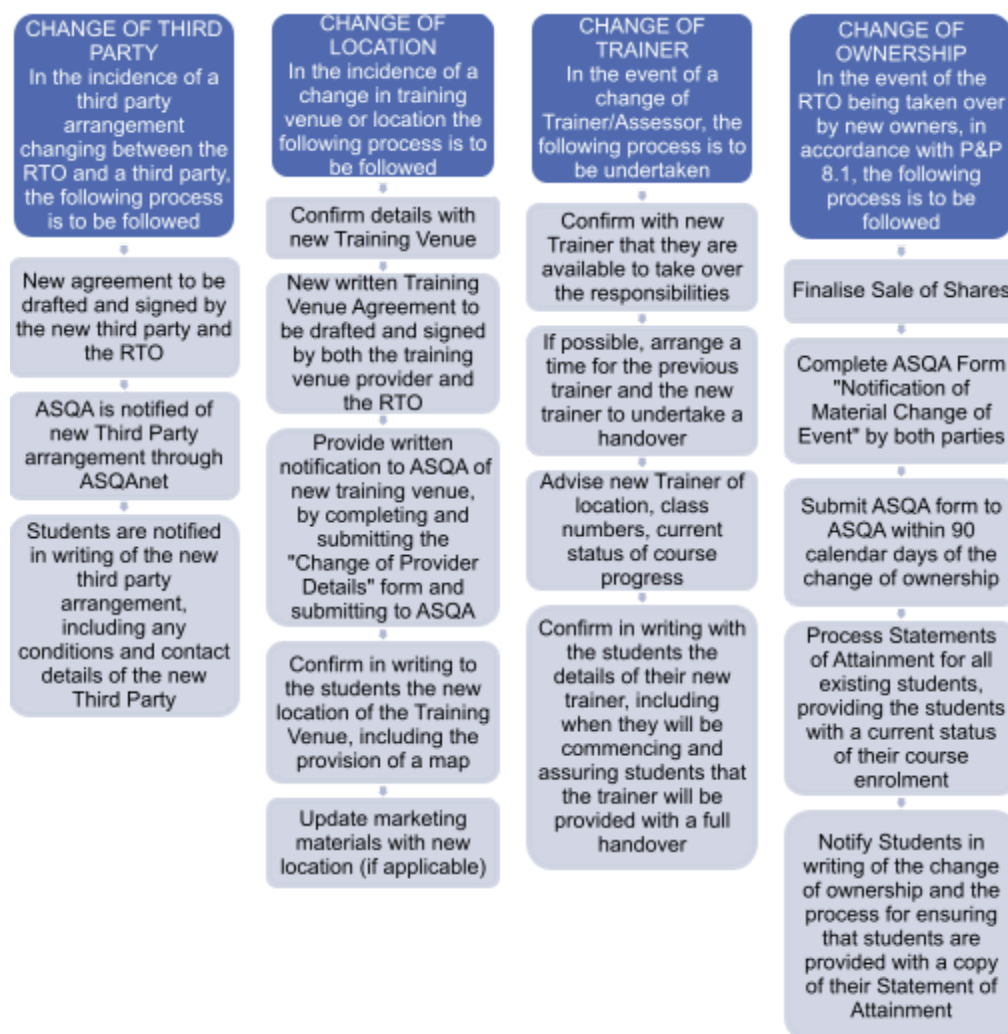 CHANGE OF THIRD
PARTY
In the incidence of a
third party
arrangement
changing between the
RTO and a third party,
the following process
is to be followed
New agreement to be
drafted and signed by
the new third party and
the RTO
ASQA is notified of
new Third Party
arrangement through
ASQAnet
Students are notified
in writing of the new
third party
arrangement,
including any
conditions and contact
details of the new
Third Party
CHANGE OF
LOCATION
In the incidence of a
change in training
venue or location the
following process is to
be followed
Confirm details with
new Training Venue
New written Training
Venue Agreement to
be drafted and signed
by both the training
venue provider and
the RTO
Provide written
notification to ASQA of
new training venue,
by completing and
submitting the
"Change of Provider
Details" form and
submitting to ASQA
Confirm in writing to
the students the new
location of the Training
Venue, including the
provision of a map
Update marketing
materials with new
location (if applicable)
CHANGE OF
TRAINER
In the event of a
change of
Trainer/Assessor, the
following process is to
be undertaken
Confirm with new
Trainer that they are
available to take over
the responsibilities
If possible, arrange a
time for the previous
trainer and the new
trainer to undertake a
handover
Advise new Trainer of
location, class
numbers, current
status of course
progress
Confirm in writing with
the students the
details of their new
trainer, including
when they will be
commencing and
assuring students that
the trainer will be
provided with a full
handover
CHANGE OF
OWNERSHIP
In the event of the
RTO being taken over
by new owners, in
accordance with P&P
8.1, the following
process is to be
followed
Finalise Sale of Shares
Complete ASQA Form
"Notification of
Material Change of
Event" by both parties
Submit ASQA form to
ASQA within 90
calendar days of the
change of ownership
Process Statements
of Attainment for all
existing students,
providing the students
with a current status
of their course
enrolment
Notify Students in
writing of the change
of ownership and the
process for ensuring
that students are
provided with a copy
of their Statement of
Attainment